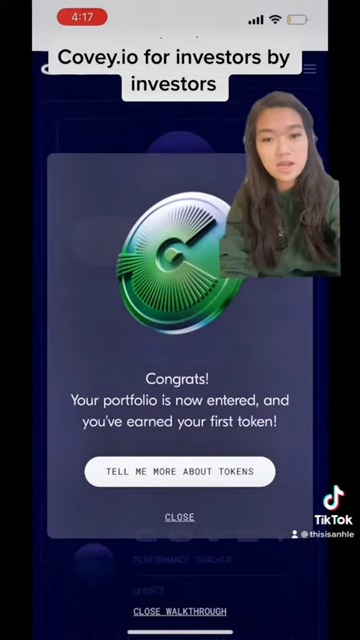 4:17
Covey.io for investors by
investors
Congrats!
Your portfolio is now entered, and
you've earned your first token!
TELL ME MORE ABOUT TOKENS
CLOSE
TikTok
@thisisanhle
COVEY
PERFORMANCE TRACKER
CLOSE WALKTHROUGH